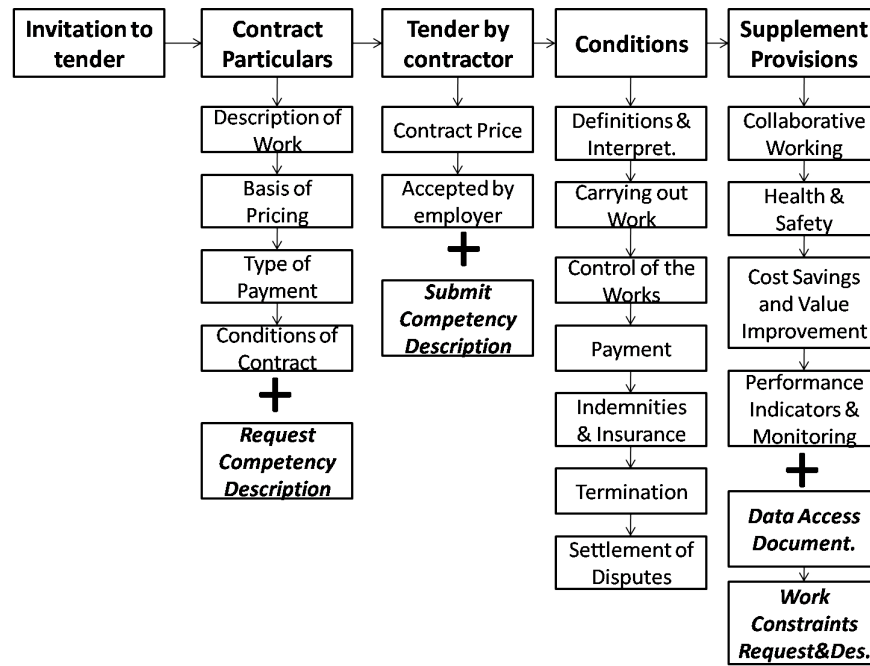 Invitation to
tender
Contract
Particulars
Tender by
contractor
Conditions
Supplement
Provisions
Description of
Work
Basis of
Pricing
Type of
Payment
Conditions of
Contract
+
Request
Competency
Description
Contract Price
Accepted by
employer
+
Submit
Competency
Description
Definitions &
Interpret.
Carrying out
Work
Control of the
Works
Payment
Indemnities
& Insurance
Termination
Settlement of
Disputes
Collaborative
Working
Health &
Safety
Cost Savings
and Value
Improvement
Performance
Indicators &
Monitoring
+
Data Access
Document.
Work
Constraints
Request&Des.